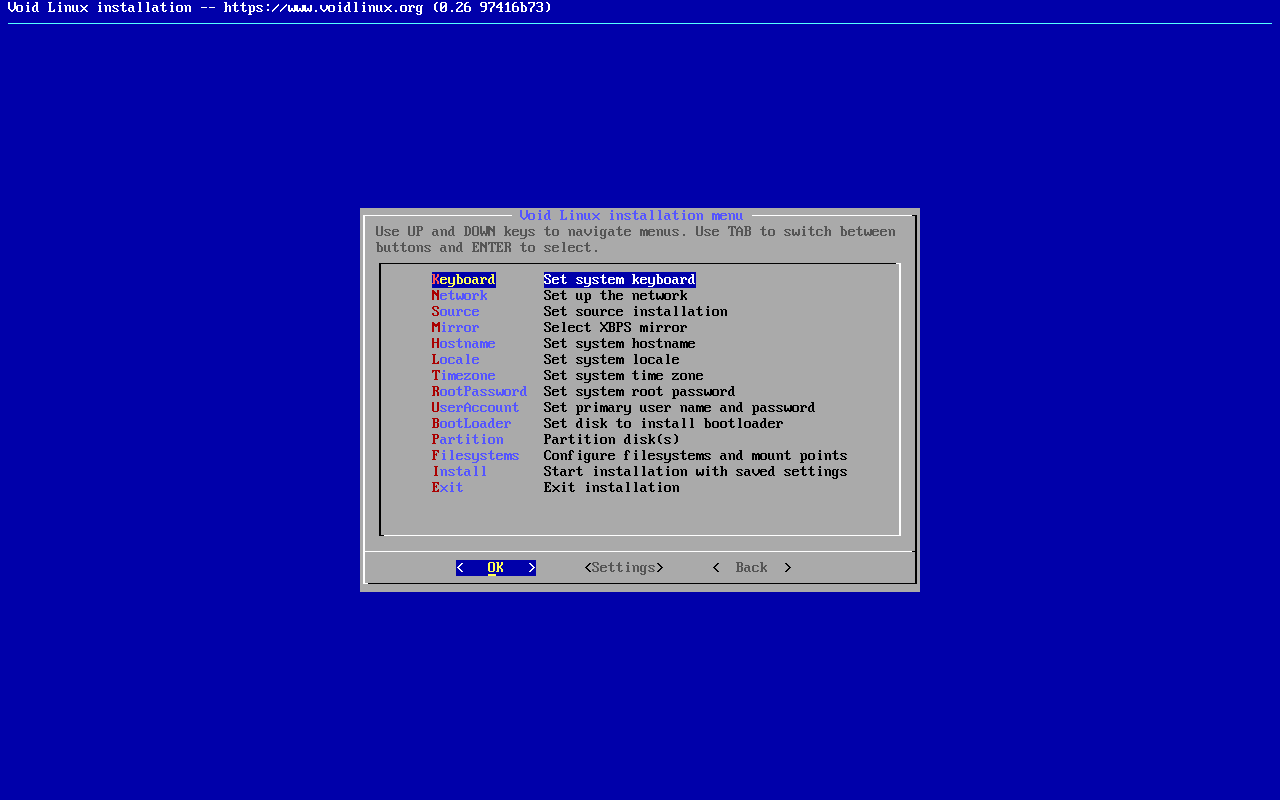 Void Linux installation -- https://www.voidlinux.org (0.26 97416b73)
Void Linux installation menu
Use UP and DOWN keys to navigate menus. Use TAB to switch between
buttons and ENTER to select.
Keyboard Set system keyboard
Network Set up the network
Source Set source installation
Mirror Select XBPS mirror
Hostname Set system hostname
Locale Set system locale
Timezone Set system time zone
RootPassword Set system root password
UserAccount Set primary user name and password
BootLoader Set disk to install bootloader
Partition Partition disk(s)
Filesystems Configure filesystems and mount points
Install Start installation with saved settings
Exit Exit installation
< OK > <Settings> < Back >